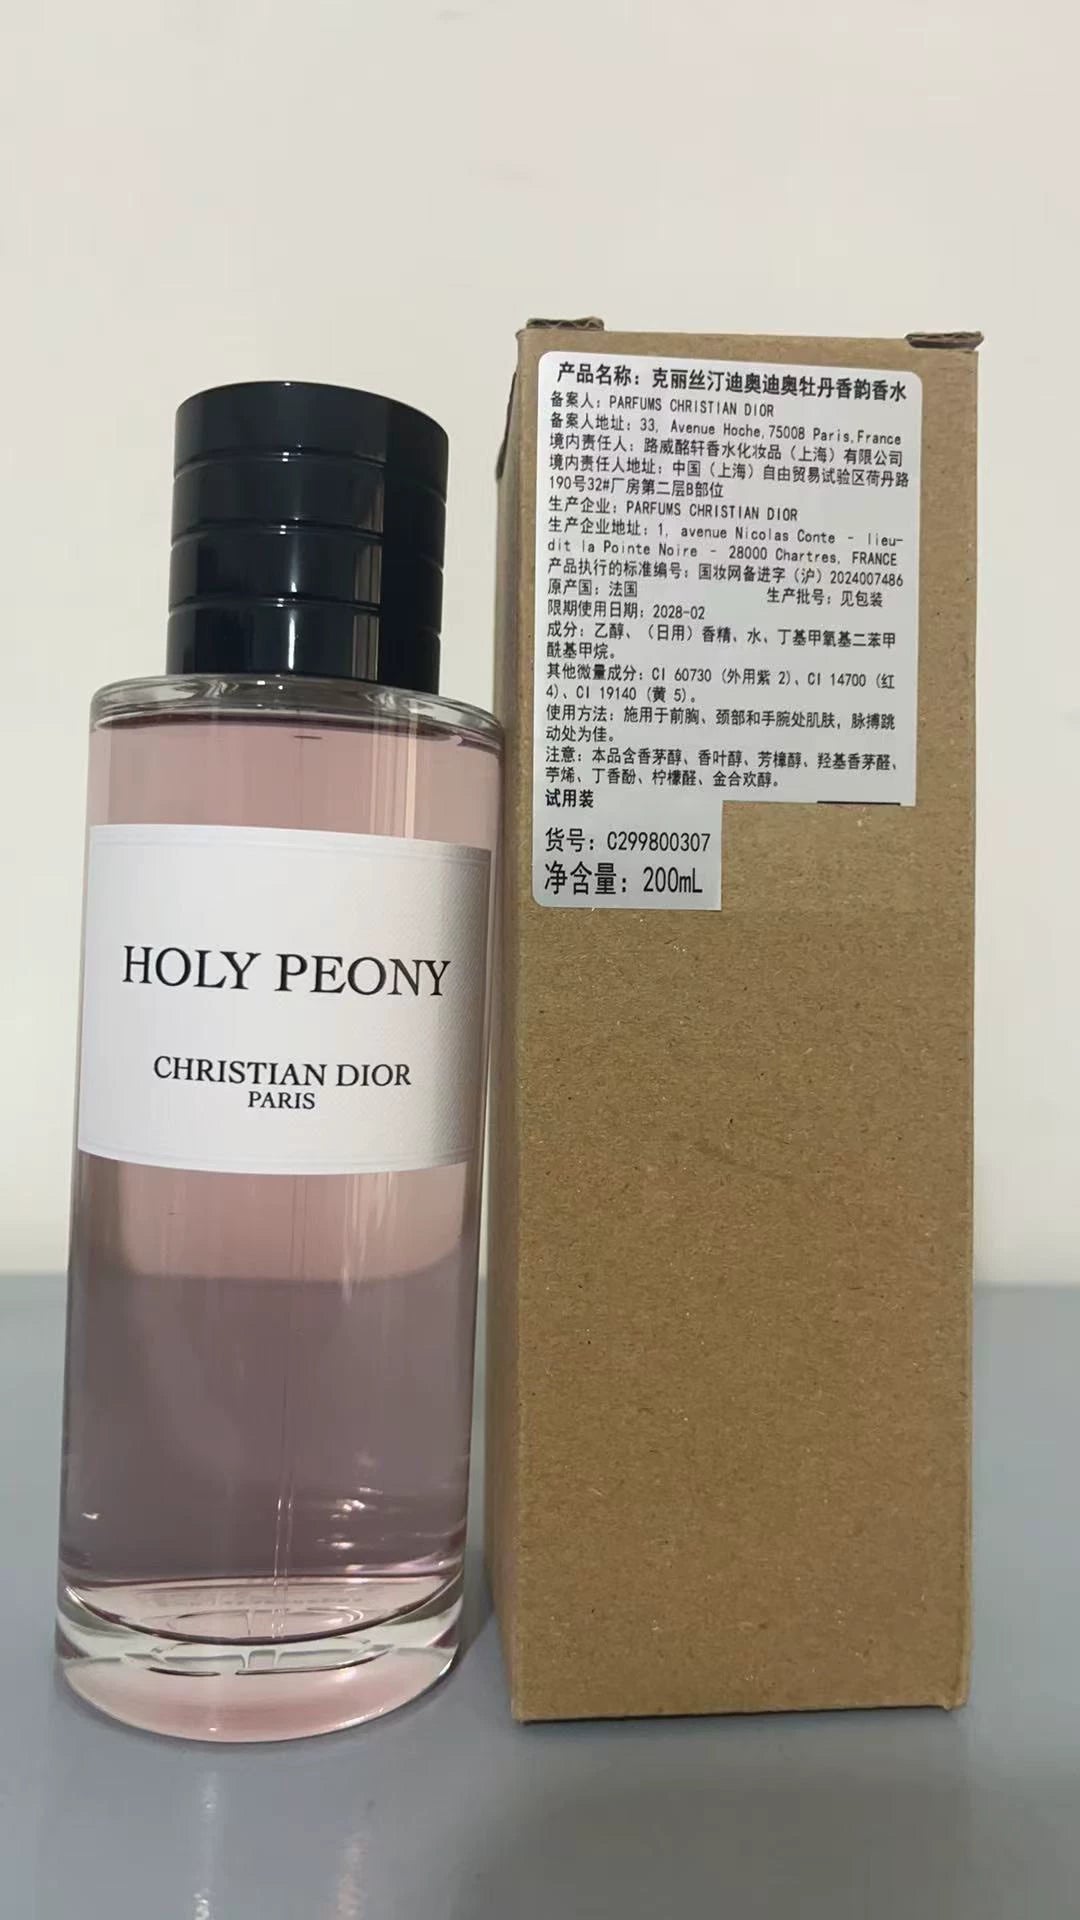 HOLY PEONY
CHRISTIAN DIOR
PARIS
产品名称：克丽丝汀迪奥迪奥牡丹香韵香水
备案人：PARFUMS CHRISTIAN DIOR
备案人地址：33, Avenue Hoche,75008 Paris,France
境内责任人：路威酩轩香水化妆品（上海）有限公司
境内责任人地址：中国（上海）自由贸易试验区荷丹路
190号32#厂房第二层B部位
生产企业：PARFUMS CHRISTIAN DIOR
生产企业地址：1, avenue Nicolas Conte – lieu-
dit la Pointe Noire – 28000 Chartres, FRANCE
产品执行的标准编号：国妆网备进字（沪）2024007486
原产国：法国 生产批号：见包装
限期使用日期：2028-02
成分：乙醇、（日用）香精、水、丁基甲氧基二苯甲
酰基甲烷。
其他微量成分：CI 60730（外用紫 2）、CI 14700（红
4）、CI 19140（黄 5）。
使用方法：施用于前胸、颈部和手腕处肌肤，脉搏跳
动处为佳。
注意：本品含香茅醇、香叶醇、芳樟醇、羟基香茅醛、
苧烯、丁香酚、柠檬醛、金合欢醇。
试用装
货号：C299800307
净含量：200mL